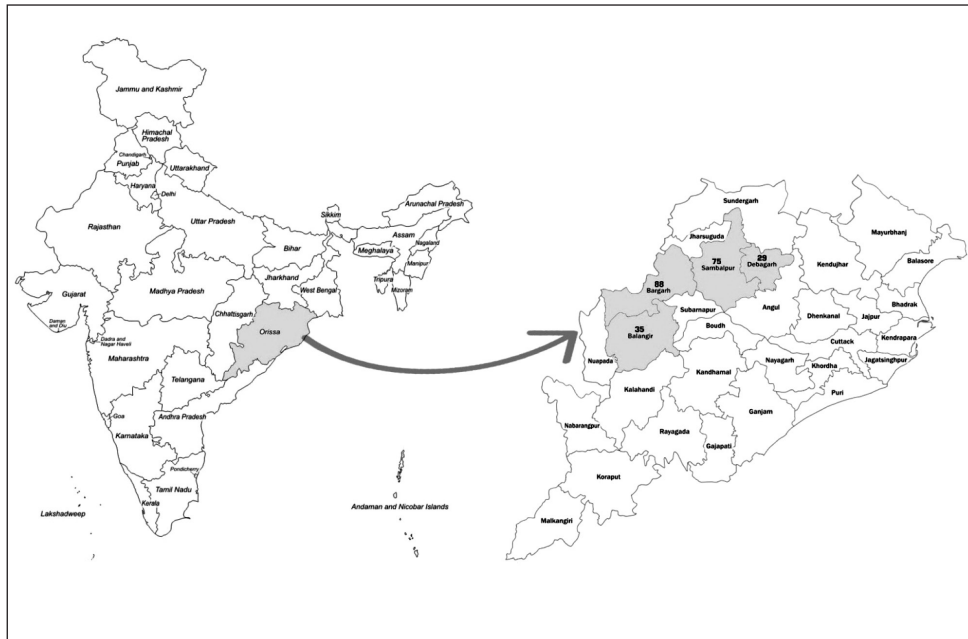 Jammu and Kashmir
Himachal
Pradesh
Chandigarh
Punjab
Uttarakhand
Haryana
Delhi
Rajasthan
Uttar Pradesh
Sikkim
Arunachal Pradesh
Assam
Nagaland
Meghalaya
Manipur
Bihar
Tripura
Mizoram
Jharkhand
West Bengal
Gujarat
Madhya Pradesh
Chhattisgarh
Daman
and Diu
Orissa
Dadra and
Nagar Haveli
Maharashtra
Telangana
Goa
Andhra Pradesh
Karnataka
Pondicherry
Tamil Nadu
Kerala
Lakshadweep
Andaman and Nicobar Islands
Sundergarh
Mayurbhanj
Jharsuguda
75
Sambalpur
29
Debagarh
Kendujhar
Balasore
88
Bargarh
Subarnapur
Angul
Dhenkanal
Jajpur
Bhadrak
35
Balangir
Boudh
Cuttack
Kendrapara
Nuapada
Kandhamal
Nayagarh
Khordha
Jagatsinghpur
Kalahandi
Puri
Ganjam
Nabarangpur
Rayagada
Gajapati
Koraput
Malkangiri